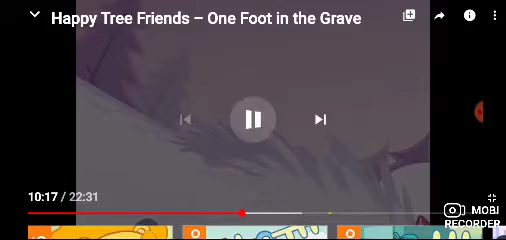 Happy Tree Friends – One Foot in the Grave
10:17 / 22:31
MOBI
RECORDER